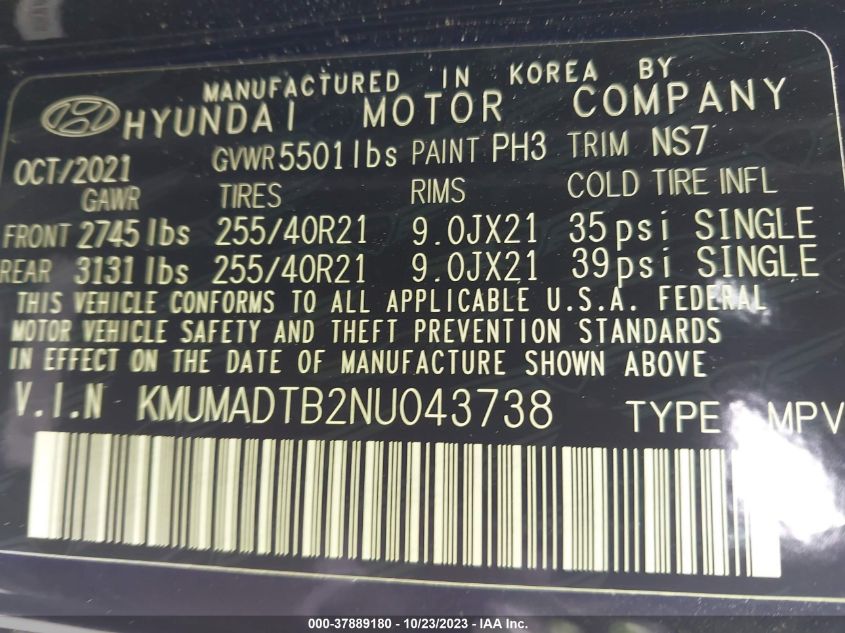 MANUFACTURED IN KOREA BY
HYUNDAI MOTOR COMPANY
OCT/2021 GVWR 5501 lbs PAINT PH3 TRIM NS7
GAWR TIRES RIMS COLD TIRE INFL
FRONT 2745 lbs 255/40R21 9.0JX21 35psi SINGLE
REAR 3131 lbs 255/40R21 9.0JX21 39psi SINGLE
THIS VEHICLE CONFORMS TO ALL APPLICABLE U.S.A. FEDERAL
MOTOR VEHICLE SAFETY AND THEFT PREVENTION STANDARDS
IN EFFECT ON THE DATE OF MANUFACTURE SHOWN ABOVE
V.I.N KMUMADTB2NU043738 TYPE MPV
000-37889180 - 10/23/2023 - IAA Inc.